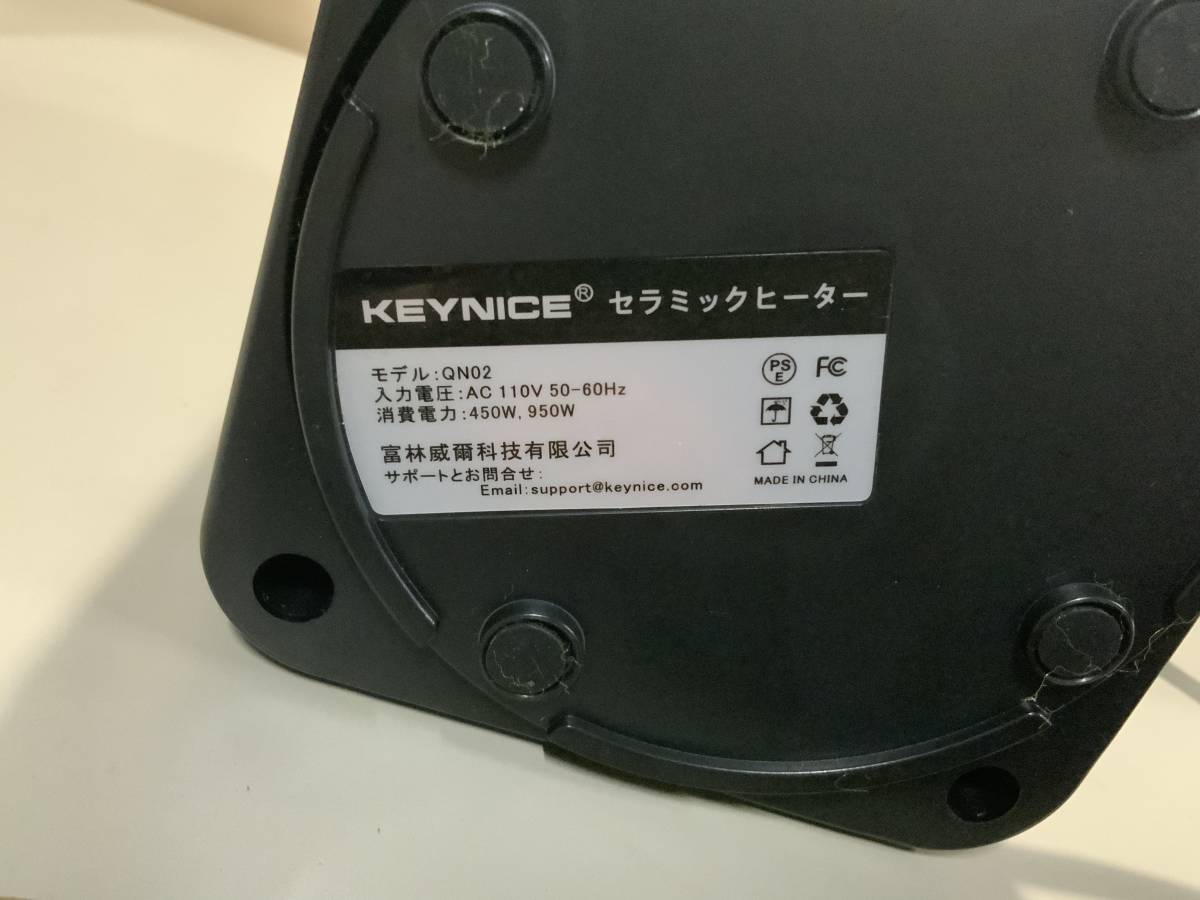 KEYNICE® セラミックヒーター
モデル:QN02
入力電圧:AC 110V 50-60Hz
消費電力:450W, 950W
富林威爾科技有限公司
サポートとお問合せ:
Email:support@keynice.com
PS
E
FC
MADE IN CHINA